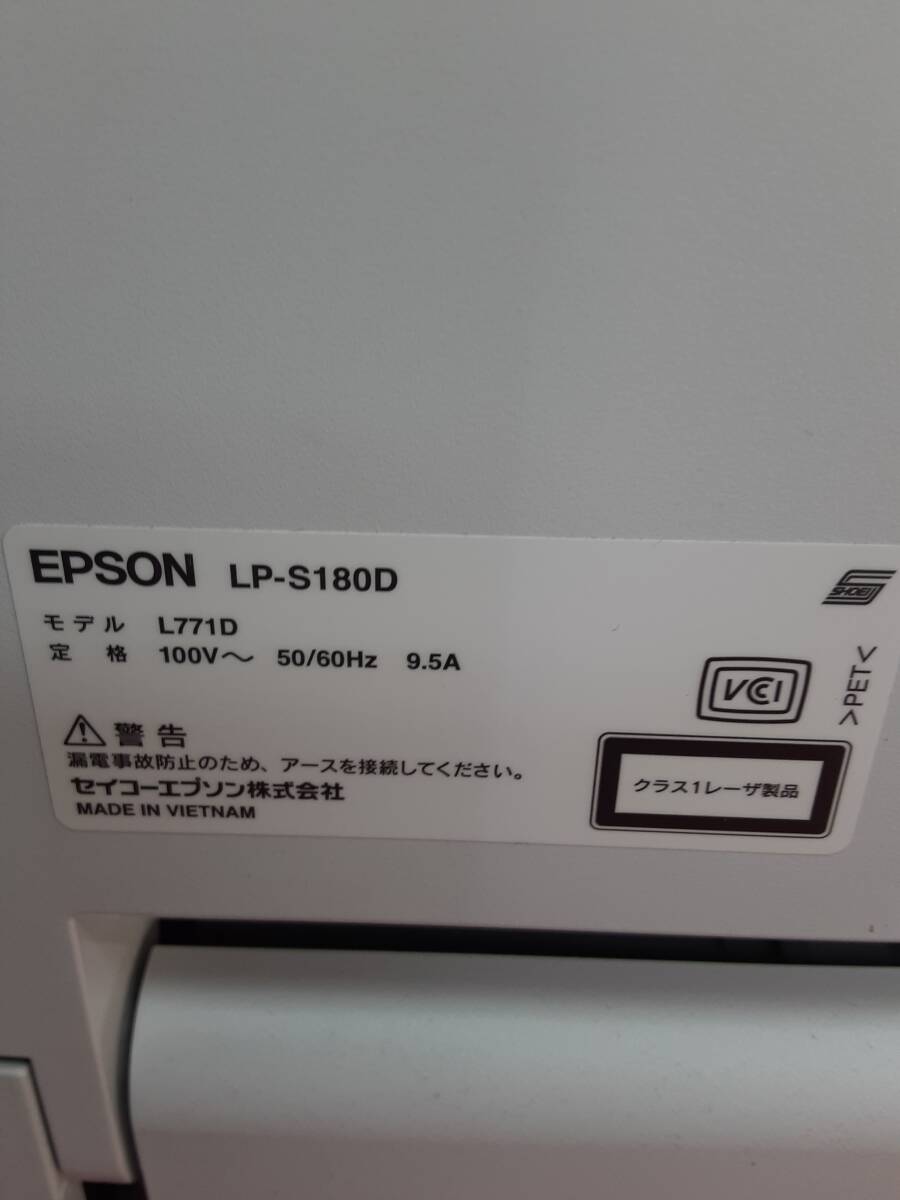 EPSON LP-S180D
SHOEI
モデル L771D
定 格 100V～ 50/60Hz 9.5A
VCCI
>PET<
警告
漏電事故防止のため、アースを接続してください。
セイコーエプソン株式会社
MADE IN VIETNAM
クラス1レーザ製品